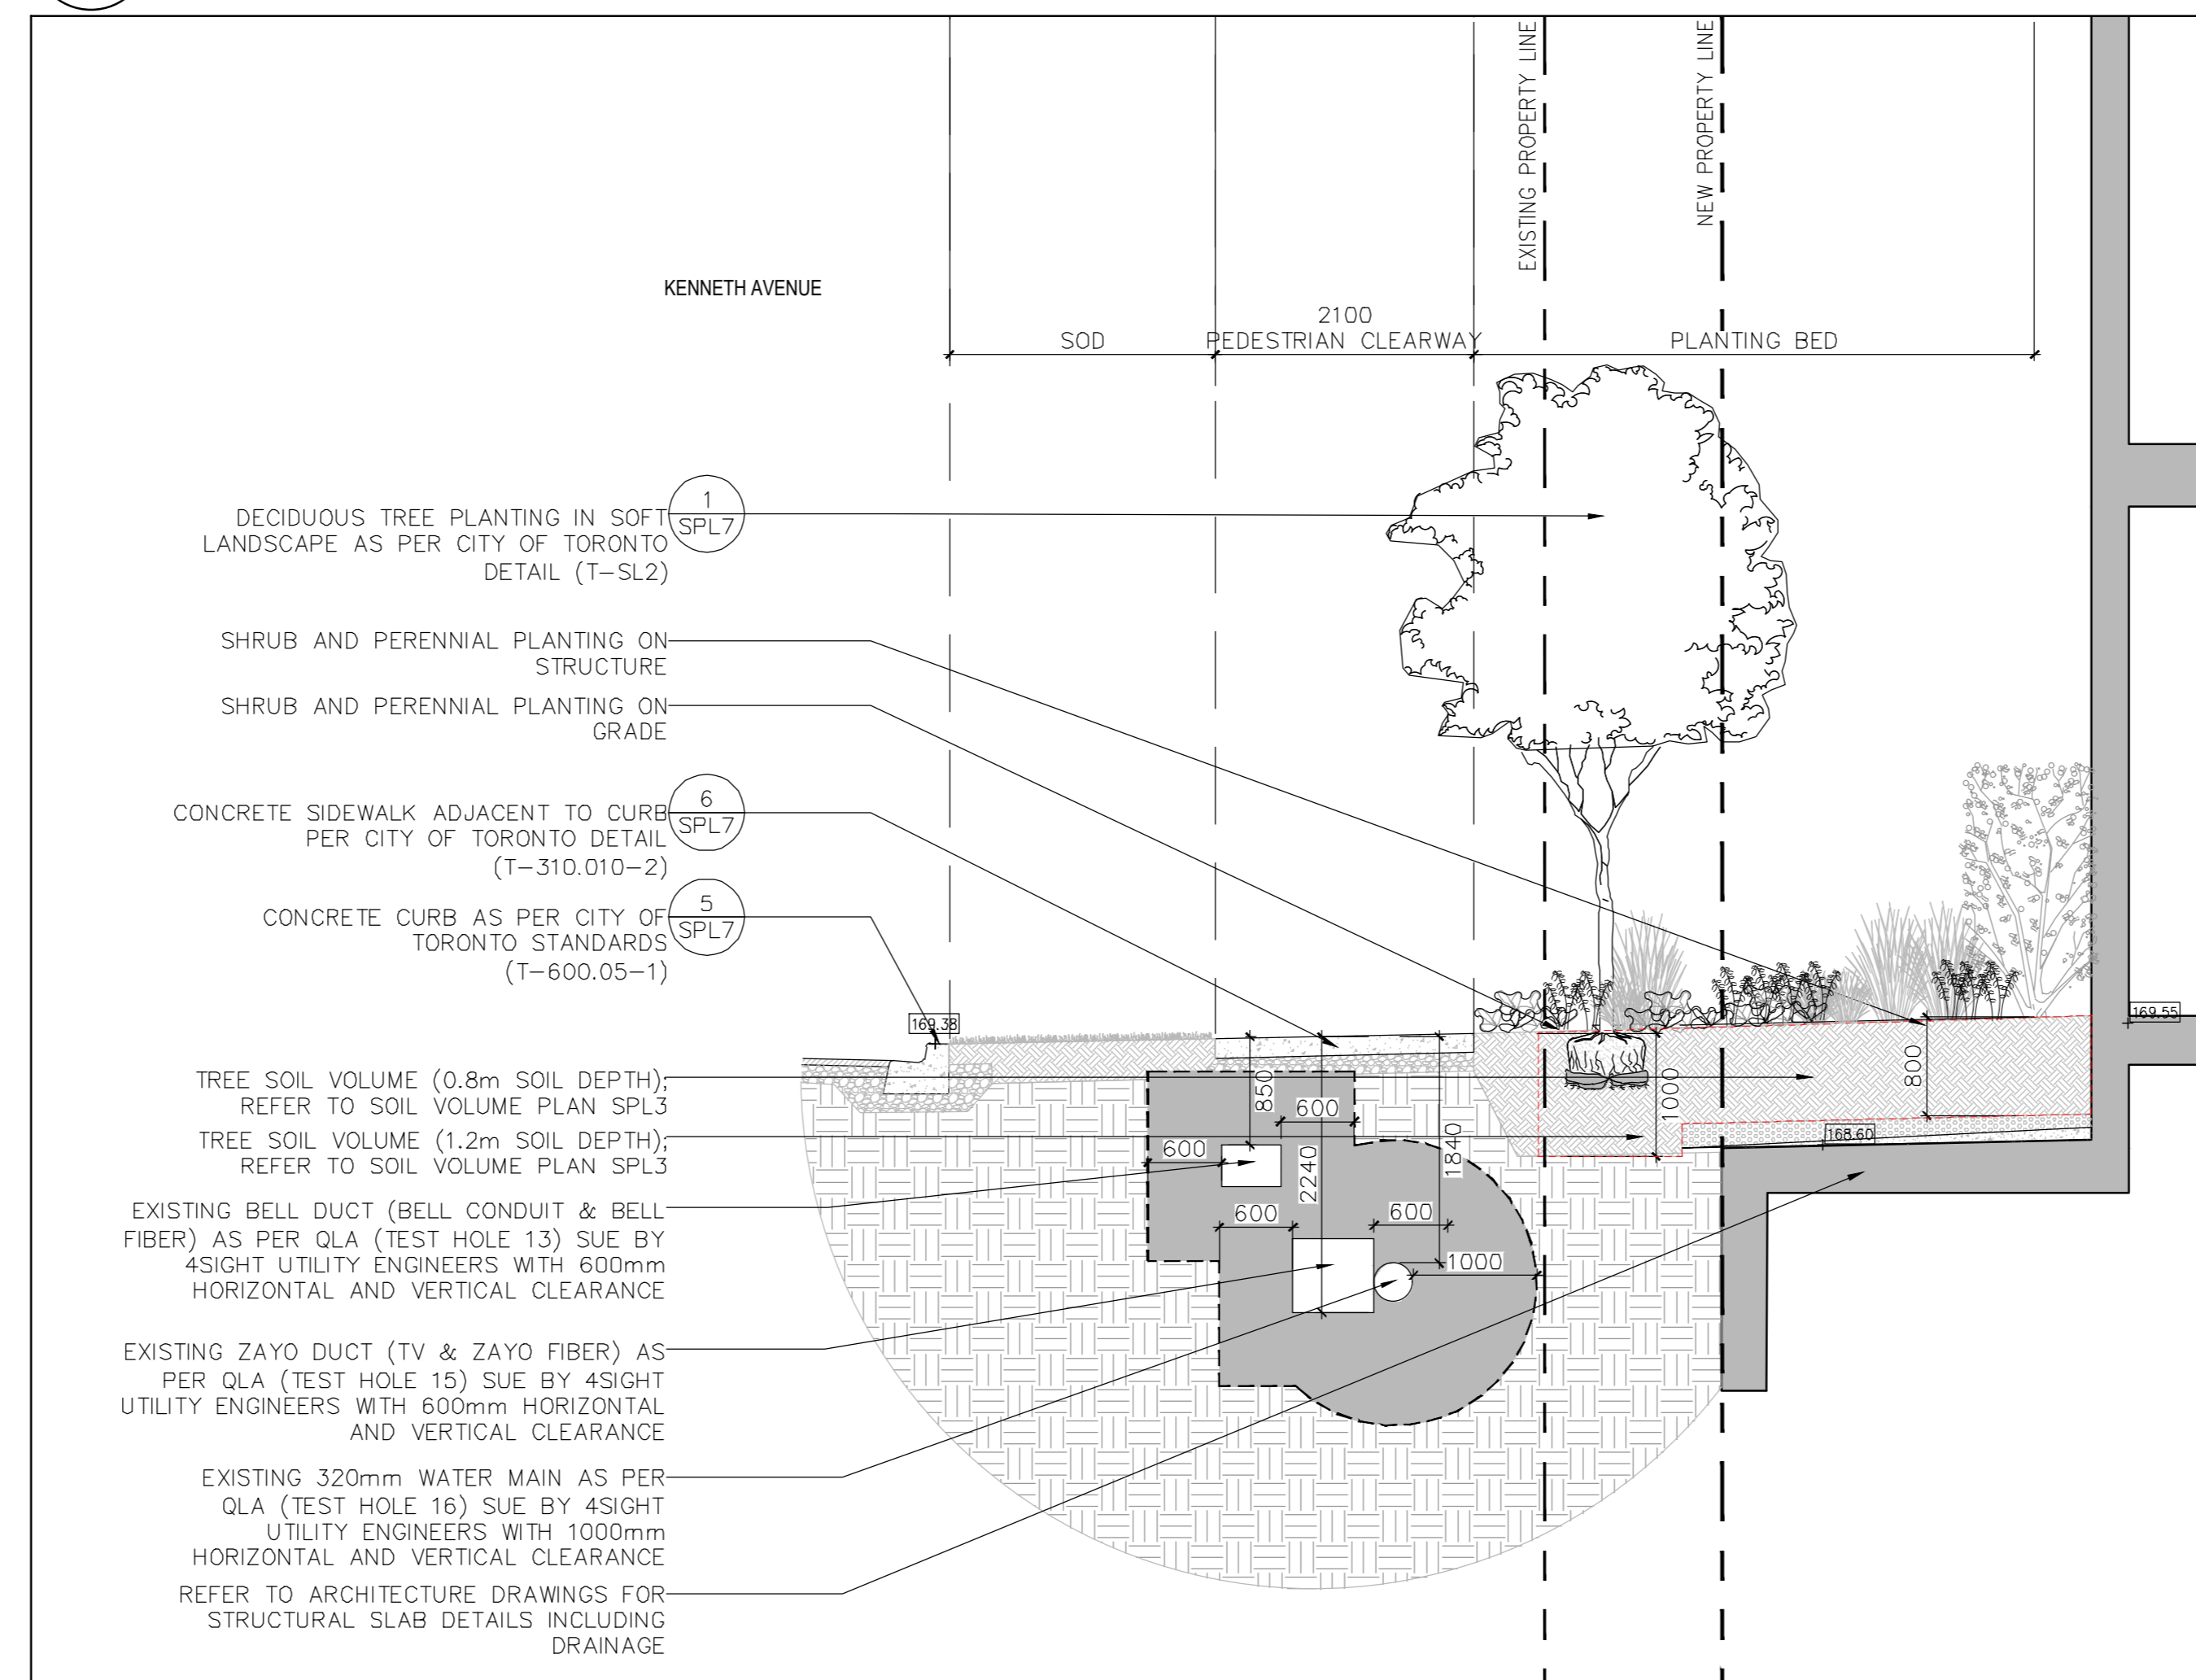 EXISTING PROPERTY LINE
NEW PROPERTY LINE
KENNETH AVENUE
2100
SOD
PEDESTRIAN CLEARWAY
PLANTING BED
1
SPL7
DECIDUOUS TREE PLANTING IN SOFT
LANDSCAPE AS PER CITY OF TORONTO
DETAIL (T-SL2)
SHRUB AND PERENNIAL PLANTING ON
STRUCTURE
SHRUB AND PERENNIAL PLANTING ON
GRADE
6
SPL7
CONCRETE SIDEWALK ADJACENT TO CURB
PER CITY OF TORONTO DETAIL
(T-310.010-2)
5
SPL7
CONCRETE CURB AS PER CITY OF
TORONTO STANDARDS
(T-600.05-1)
169.38
169.55
TREE SOIL VOLUME (0.8m SOIL DEPTH);
REFER TO SOIL VOLUME PLAN SPL3
TREE SOIL VOLUME (1.2m SOIL DEPTH);
REFER TO SOIL VOLUME PLAN SPL3
850
600
600
2240
1840
1000
800
168.60
600
600
1000
EXISTING BELL DUCT (BELL CONDUIT & BELL
FIBER) AS PER QLA (TEST HOLE 13) SUE BY
4SIGHT UTILITY ENGINEERS WITH 600mm
HORIZONTAL AND VERTICAL CLEARANCE
EXISTING ZAYO DUCT (TV & ZAYO FIBER) AS
PER QLA (TEST HOLE 15) SUE BY 4SIGHT
UTILITY ENGINEERS WITH 600mm HORIZONTAL
AND VERTICAL CLEARANCE
EXISTING 320mm WATER MAIN AS PER
QLA (TEST HOLE 16) SUE BY 4SIGHT
UTILITY ENGINEERS WITH 1000mm
HORIZONTAL AND VERTICAL CLEARANCE
REFER TO ARCHITECTURE DRAWINGS FOR
STRUCTURAL SLAB DETAILS INCLUDING
DRAINAGE